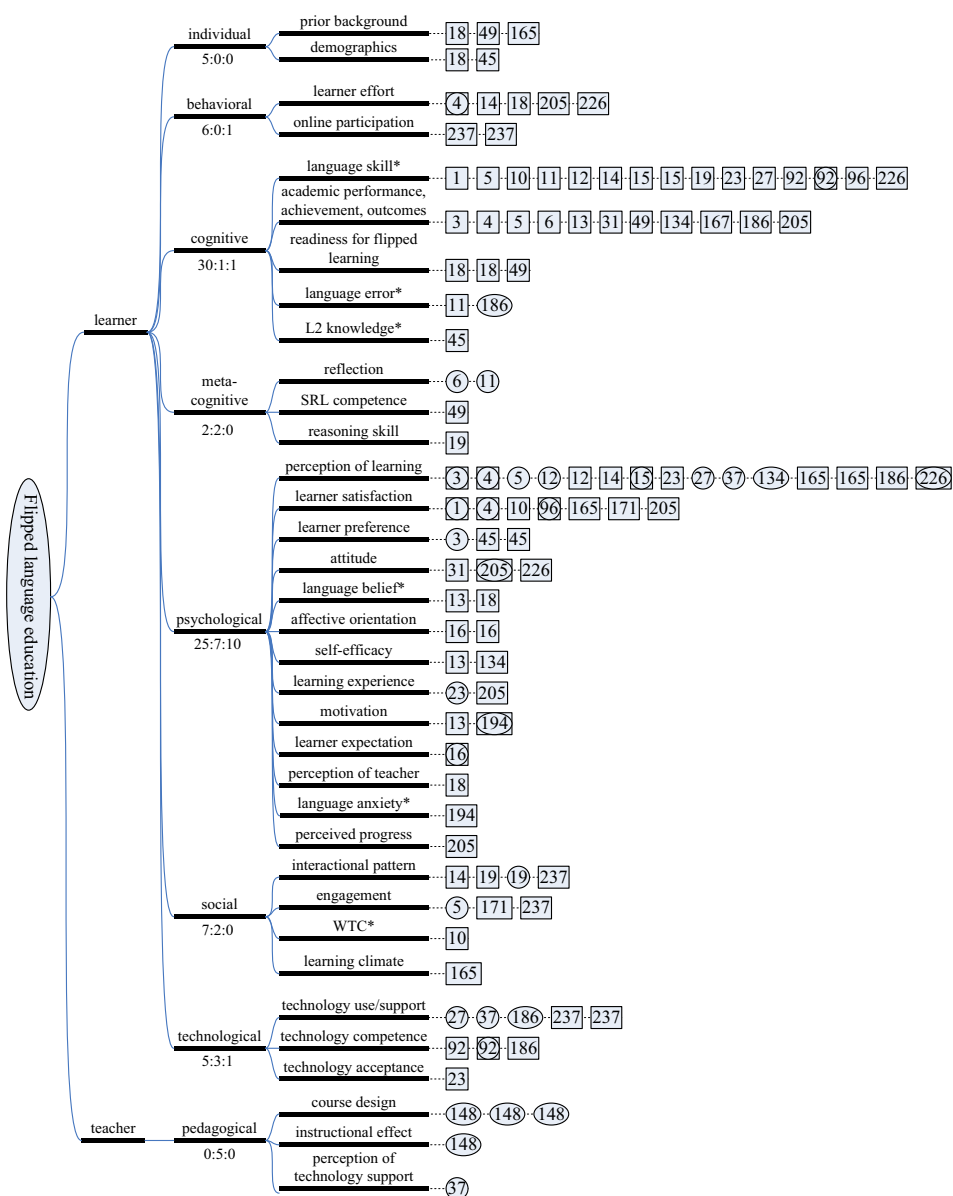 individual
5:0:0
prior background
18 49 165
demographics
18 45
behavioral
6:0:1
learner effort
4 14 18 205 226
online participation
237 237
cognitive
30:1:1
language skill*
1 5 10 11 12 14 15 15 19 23 27 92 92 96 226
academic performance,
achievement, outcomes
3 4 5 6 13 31 49 134 167 186 205
readiness for flipped
learning
18 18 49
language error*
11 186
L2 knowledge*
45
learner
meta-
cognitive
2:2:0
reflection
6 11
SRL competence
49
reasoning skill
19
Flipped language education
psychological
25:7:10
perception of learning
3 4 5 12 12 14 15 23 27 37 134 165 165 186 226
learner satisfaction
1 4 10 96 165 171 205
learner preference
3 45 45
attitude
31 205 226
language belief*
13 18
affective orientation
16 16
self-efficacy
13 134
learning experience
23 205
motivation
13 194
learner expectation
16
perception of teacher
18
language anxiety*
194
perceived progress
205
social
7:2:0
interactional pattern
14 19 19 237
engagement
5 171 237
WTC*
10
learning climate
165
technological
5:3:1
technology use/support
27 37 186 237 237
technology competence
92 92 186
technology acceptance
23
teacher
pedagogical
0:5:0
course design
148 148 148
instructional effect
148
perception of
technology support
37